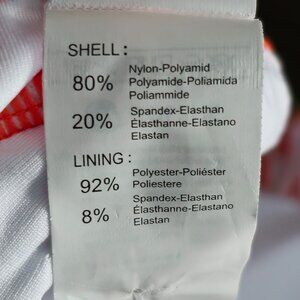 SHELL :
Nylon-Polyamid
80% Polyamide-Poliamida
Poliammide
Spandex-Elasthan
20% Élasthanne-Elastano
Elastan
LINING :
Polyester-Poliéster
92% Poliestere
Spandex-Elasthan
8% Élasthanne-Elastano
Elastan